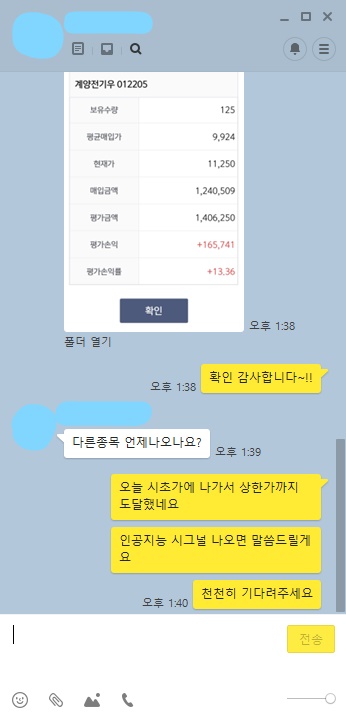 계양전기우 012205
보유수량 125
평균매입가 9,924
현재가 11,250
매입금액 1,240,509
평가금액 1,406,250
평가손익 +165,741
평가손익률 +13.36
확인
오후 1:38
폴더 열기
확인 감사합니다~!!
오후 1:38
다른종목 언제나오나요?
오후 1:39
오늘 시초가에 나가서 상한가까지
도달했네요
인공지능 시그널 나오면 말씀드릴게
요
천천히 기다려주세요
오후 1:40
전송